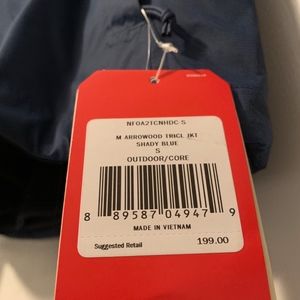 NF0A2TCNHDC-S
M ARROWOOD TRICL JKT
SHADY BLUE
S
OUTDOOR/CORE
8 89587 04947 9
MADE IN VIETNAM
Suggested Retail 199.00